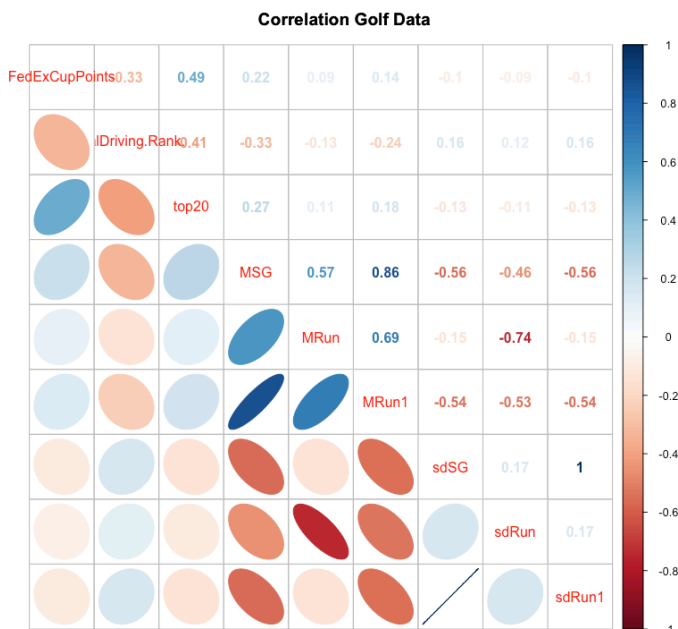 Correlation Golf Data
FedExCupPoints 0.33 0.49 0.22 0.09 0.14 -0.1 -0.09 -0.1
lDriving.Rank. 0.41 -0.33 -0.13 -0.24 0.16 0.12 0.16
top20 0.27 0.11 0.18 -0.13 -0.11 -0.13
MSG 0.57 0.86 -0.56 -0.46 -0.56
MRun 0.69 -0.15 -0.74 -0.15
MRun1 -0.54 -0.53 -0.54
sdSG 0.17 1
sdRun 0.17
sdRun1
1
0.8
0.6
0.4
0.2
0
-0.2
-0.4
-0.6
-0.8
-1